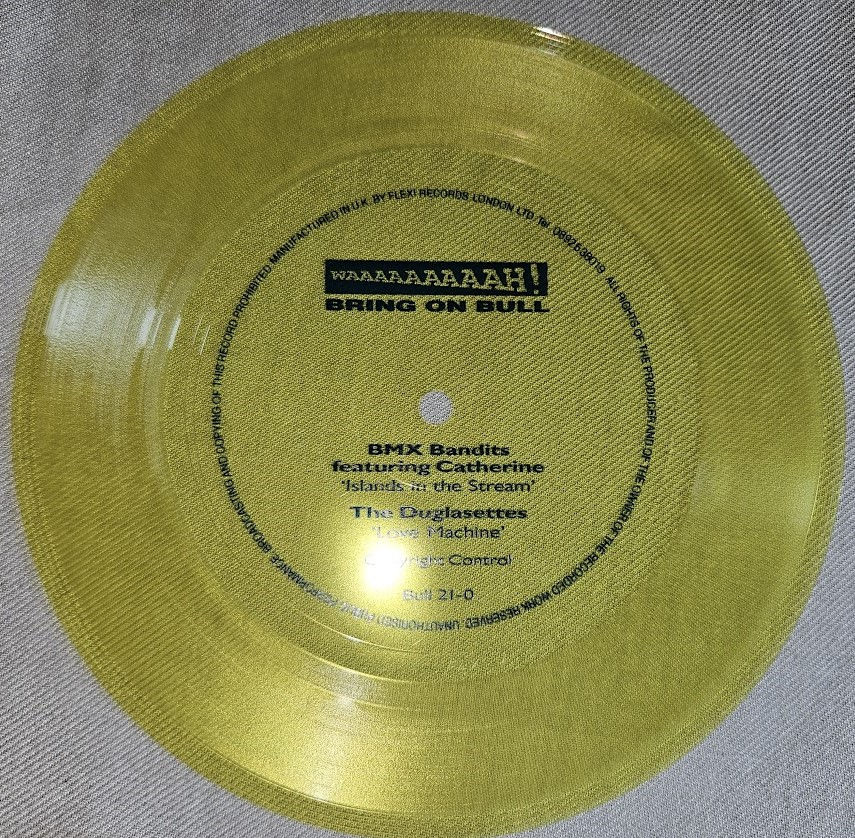 WAAAAAAAAAAH!
BRING ON BULL
BMX Bandits
featuring Catherine
'Islands in the Stream'
The Duglasettes
'Love Machine'
Copyright Control
Bull 21-0
MANUFACTURED IN U.K. BY FLEXI RECORDS LONDON LTD. Tel. 0892638019 ALL RIGHTS OF THE PRODUCER AND OF THE OWNER OF THE RECORDED WORK RESERVED. UNAUTHORISED PUBLIC PERFORMANCE BROADCASTING AND COPYING OF THIS RECORD PROHIBITED